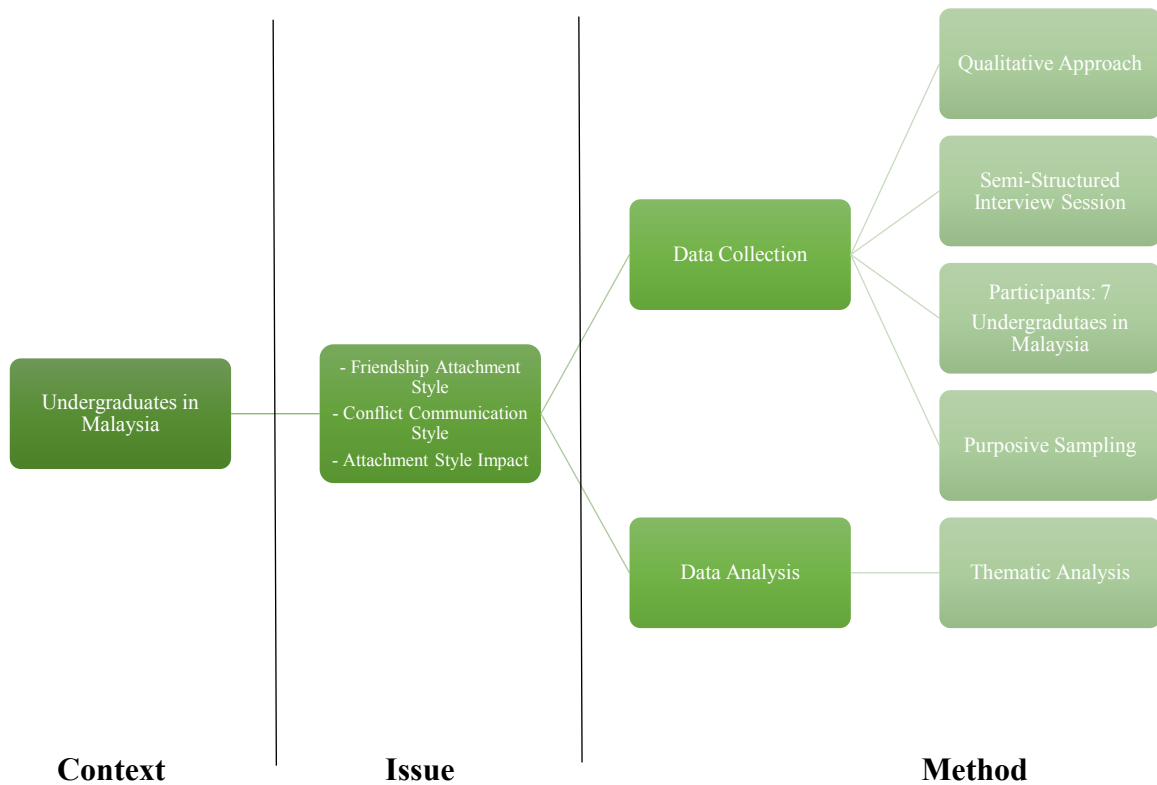 Undergraduates in
Malaysia
- Friendship Attachment
Style
- Conflict Communication
Style
- Attachment Style Impact
Data Collection
Qualitative Approach
Semi-Structured
Interview Session
Participants: 7
Undergradutaes in
Malaysia
Purposive Sampling
Data Analysis
Thematic Analysis
Context
Issue
Method